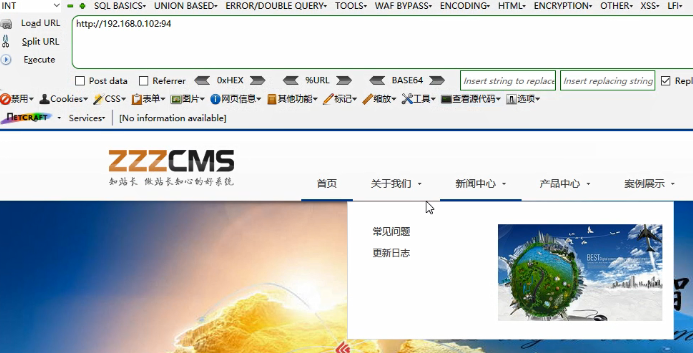 INT SQL BASICS UNION BASED ERROR/DOUBLE QUERY TOOLS WAF BYPASS ENCODING HTML ENCRYPTION OTHER XSS LFI
Load URL
http://192.168.0.102:94
Split URL
Execute
Post data Referrer 0xHEX %URL BASE64 Insert string to replace Insert replacing string Repl
禁用 Cookies CSS 表单 图片 网页信息 其他功能 标记 缩放 工具 查看源代码 选项
NETCRAFT Services [No information available]
ZZZCMS
知站长 做站长知心的好系统
首页 关于我们 新闻中心 产品中心 案例展示
常见问题
更新日志
BEST